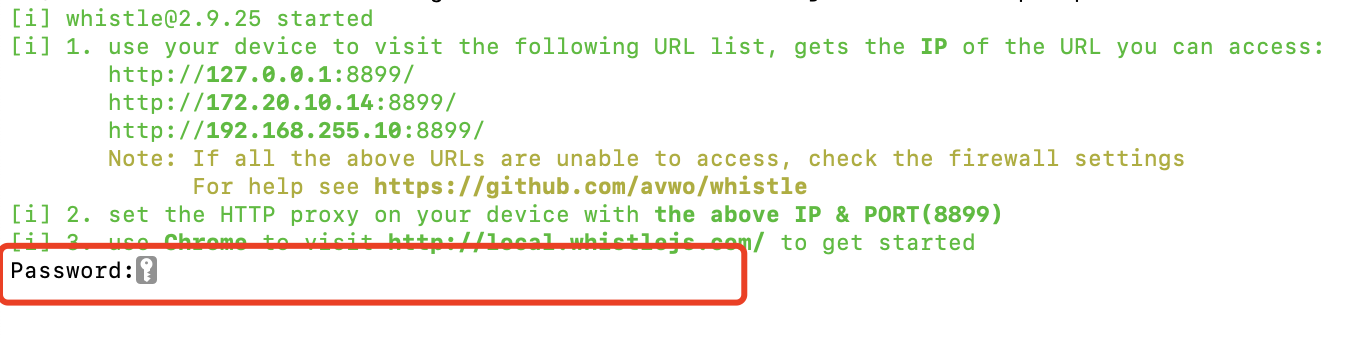 [i] whistle@2.9.25 started
[i] 1. use your device to visit the following URL list, gets the IP of the URL you can access:
http://127.0.0.1:8899/
http://172.20.10.14:8899/
http://192.168.255.10:8899/
Note: If all the above URLs are unable to access, check the firewall settings
For help see https://github.com/avwo/whistle
[i] 2. set the HTTP proxy on your device with the above IP & PORT(8899)
[i] 3. use Chrome to visit http://local.whistlejs.com/ to get started
Password: